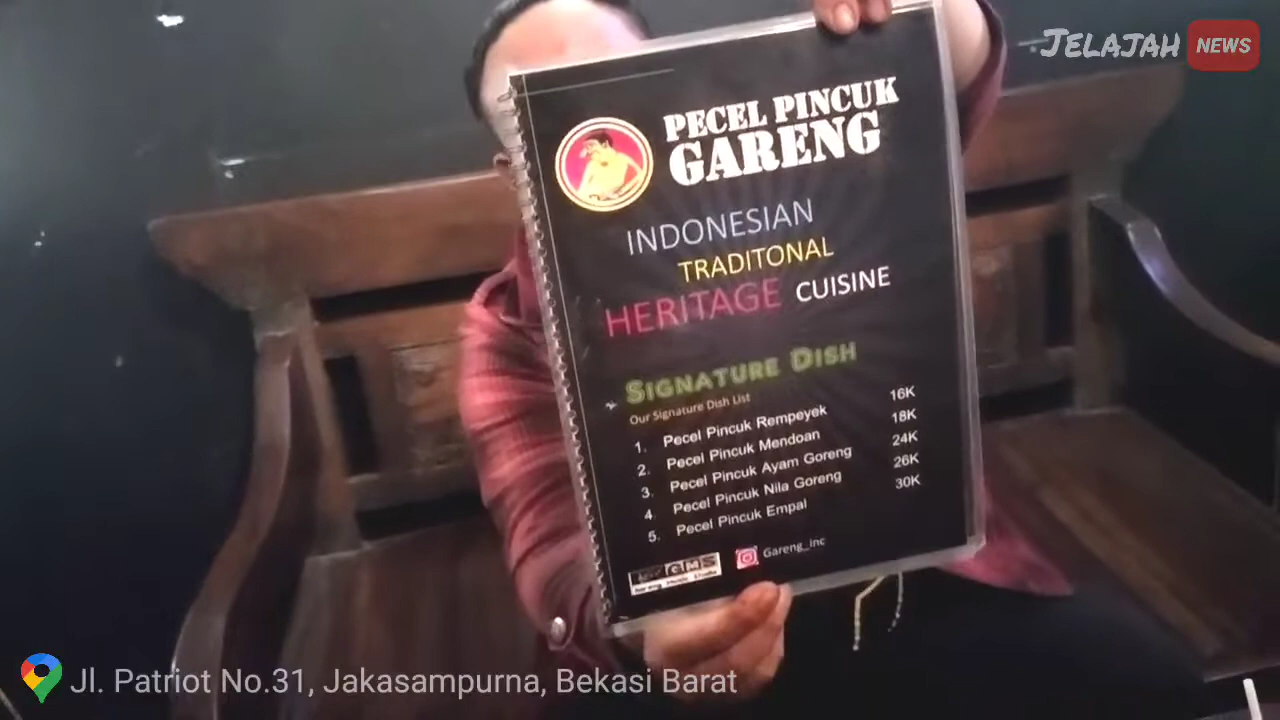 JELAJAH NEWS
PECEL PINCUK
GARENG
INDONESIAN
TRADITONAL
HERITAGE CUISINE
SIGNATURE DISH
Our Signature Dish List
1. Pecel Pincuk Rempeyek 16K
2. Pecel Pincuk Mendoan 18K
3. Pecel Pincuk Ayam Goreng 24K
4. Pecel Pincuk Nila Goreng 26K
5. Pecel Pincuk Empal 30K
GMS
Gareng_inc
Jl. Patriot No.31, Jakasampurna, Bekasi Barat